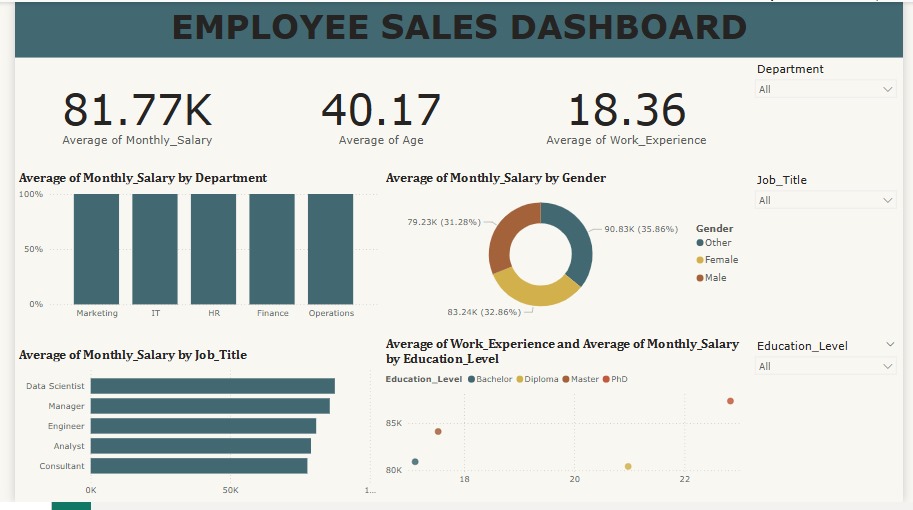 EMPLOYEE SALES DASHBOARD
81.77K
Average of Monthly_Salary
40.17
Average of Age
18.36
Average of Work_Experience
Department
All
Average of Monthly_Salary by Department
100%
50%
0%
Marketing IT HR Finance Operations
Average of Monthly_Salary by Gender
79.23K (31.28%)
90.83K (35.86%)
83.24K (32.86%)
Gender
Other
Female
Male
Job_Title
All
Average of Monthly_Salary by Job_Title
Data Scientist
Manager
Engineer
Analyst
Consultant
0K 50K 1...
Average of Work_Experience and Average of Monthly_Salary
by Education_Level
Education_Level Bachelor Diploma Master PhD
85K
80K
18 20 22
Education_Level
All